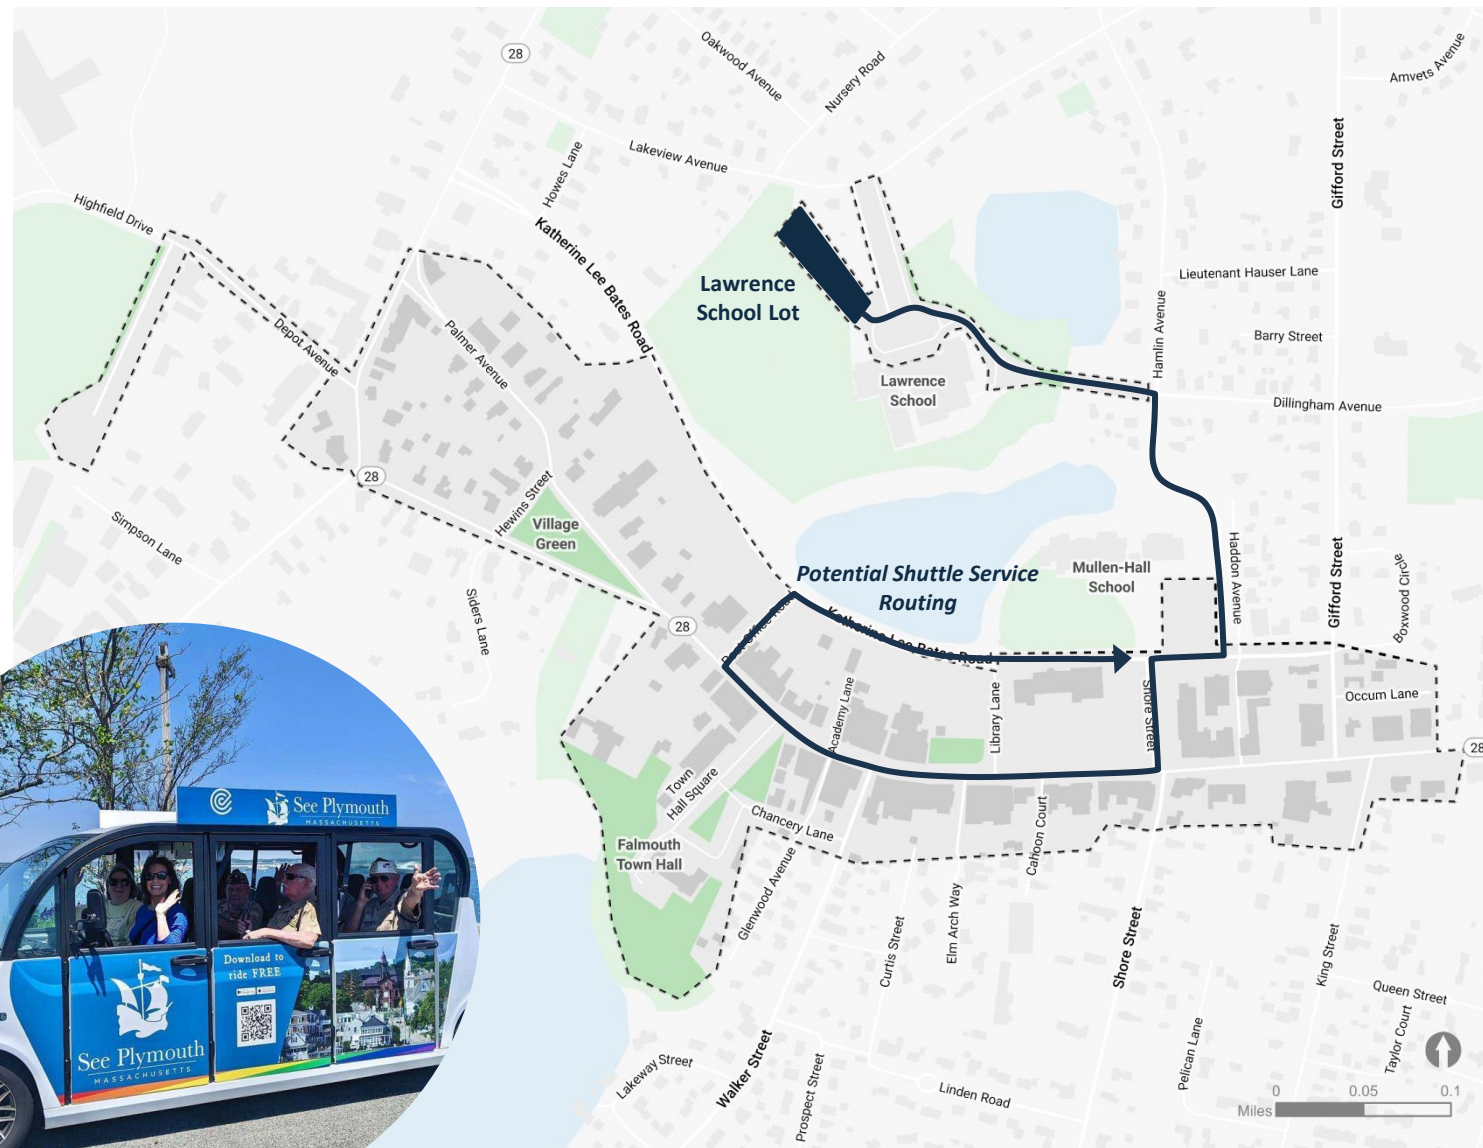 28
Oakwood Avenue
Nursery Road
Amvets Avenue
Gifford Street
Lakeview Avenue
Howes Lane
Highfield Drive
Katherine Lee Bates Road
Lawrence
School Lot
Lieutenant Hauser Lane
Hamlin Avenue
Barry Street
Depot Avenue
Palmer Avenue
Lawrence
School
Dillingham Avenue
28
Hewins Street
Village
Green
Simpson Lane
Siders Lane
Mullen-Hall
School
Haddon Avenue
Gifford Street
Boxwood Circle
Potential Shuttle Service
Routing
28
Post Office Road
Katherine Lee Bates Road
Academy Lane
Library Lane
Shore Street
Occum Lane
28
Town
Hall Square
Chancery Lane
Cahoon Court
Falmouth
Town Hall
Glenwood Avenue
Curtis Street
Elm Arch Way
Shore Street
King Street
Queen Street
Taylor Court
Pelican Lane
Walker Street
Lakeway Street
Prospect Street
Linden Road
0 0.05 0.1
Miles
See Plymouth
MASSACHUSETTS
Download to
ride FREE
See Plymouth
MASSACHUSETTS